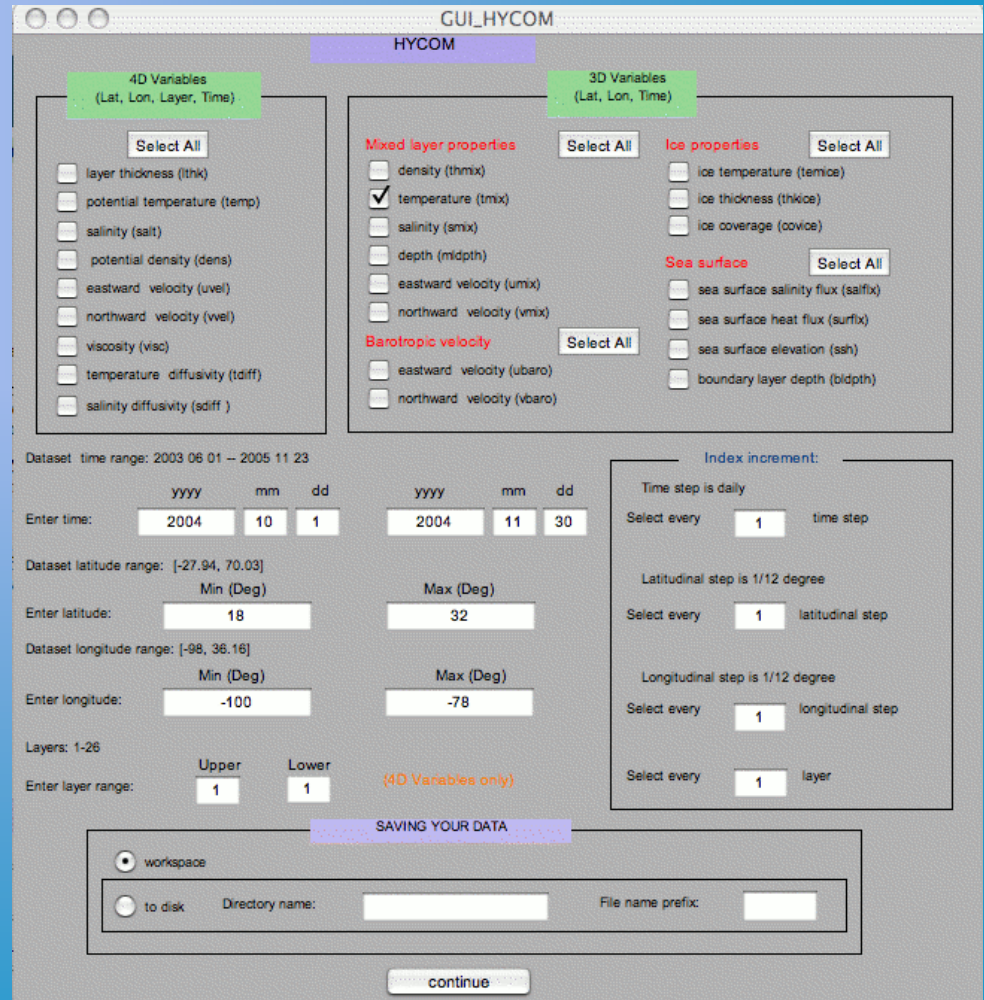 GUI_HYCOM
HYCOM
4D Variables
(Lat, Lon, Layer, Time)
Select All
layer thickness (lthk)
potential temperature (temp)
salinity (salt)
potential density (dens)
eastward velocity (uvel)
northward velocity (vvel)
viscosity (visc)
temperature diffusivity (tdiff)
salinity diffusivity (sdiff )
3D Variables
(Lat, Lon, Time)
Mixed layer properties Select All
density (thmix)
temperature (tmix)
salinity (smix)
depth (mldpth)
eastward velocity (umix)
northward velocity (vmix)
Barotropic velocity Select All
eastward velocity (ubaro)
northward velocity (vbaro)
Ice properties Select All
ice temperature (temice)
ice thickness (thkice)
ice coverage (covice)
Sea surface Select All
sea surface salinity flux (salflx)
sea surface heat flux (surflx)
sea surface elevation (ssh)
boundary layer depth (bldpth)
Dataset time range: 2003 06 01 -- 2005 11 23
yyyy mm dd yyyy mm dd
Enter time: 2004 10 1 2004 11 30
Dataset latitude range: [-27.94, 70.03]
Min (Deg) Max (Deg)
Enter latitude: 18 32
Dataset longitude range: [-98, 36.16]
Min (Deg) Max (Deg)
Enter longitude: -100 -78
Layers: 1-26
Upper Lower
Enter layer range: 1 1 (4D Variables only)
Index increment:
Time step is daily
Select every 1 time step
Latitudinal step is 1/12 degree
Select every 1 latitudinal step
Longitudinal step is 1/12 degree
Select every 1 longitudinal step
Select every 1 layer
SAVING YOUR DATA
workspace
to disk Directory name: File name prefix:
continue